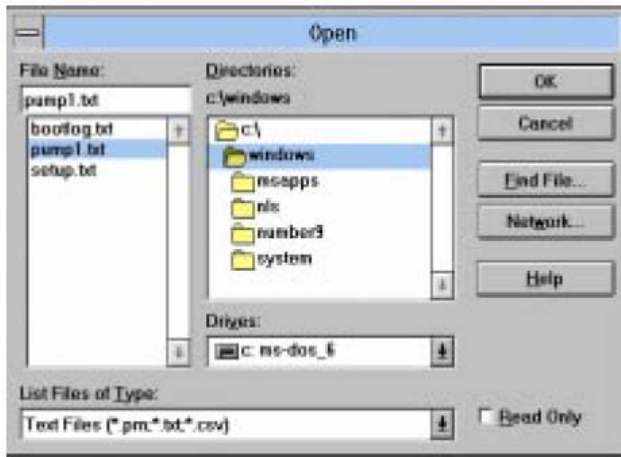 Open
File Name:
pump1.txt
bootlog.txt
pump1.txt
setup.txt
Directories:
c:\windows
c:\
windows
msapps
nls
number9
system
Drives:
c: ms-dos_6
List Files of Type:
Text Files (*.prn;*.txt;*.csv)
OK
Cancel
Find File...
Network...
Help
Read Only